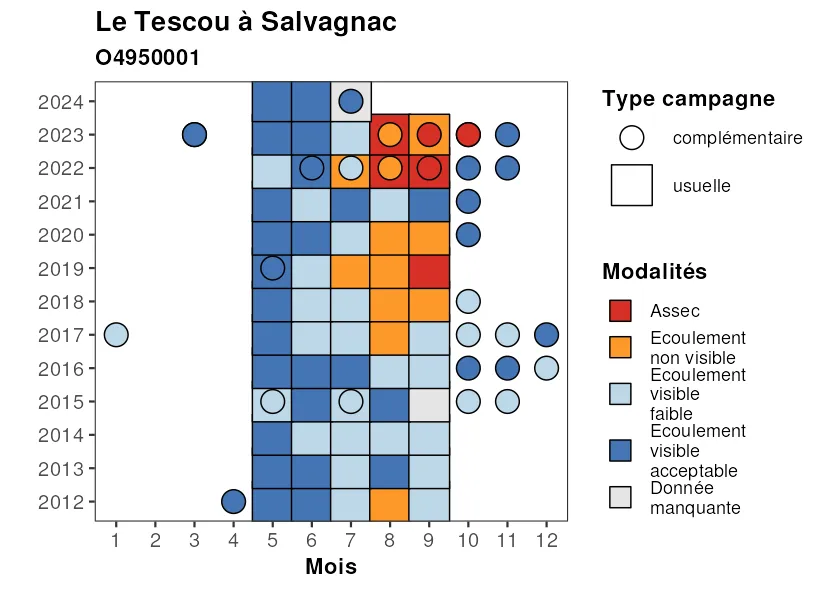 Le Tescou à Salvagnac
O4950001
2024
2023
2022
2021
2020
2019
2018
2017
2016
2015
2014
2013
2012
1 2 3 4 5 6 7 8 9 10 11 12
Mois
Type campagne
complémentaire
usuelle
Modalités
Assec
Ecoulement
non visible
Ecoulement
visible
faible
Ecoulement
visible
acceptable
Donnée
manquante